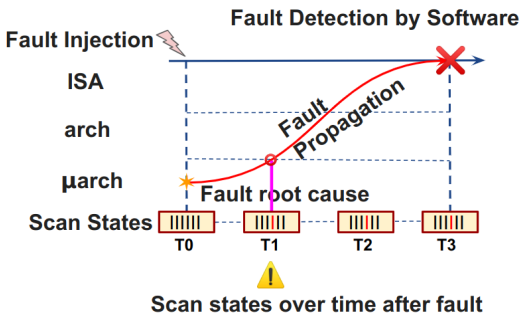 Fault Detection by Software
Fault Injection
ISA
arch
Fault
Propagation
μarch
Fault root cause
Scan States
T0 T1 T2 T3
Scan states over time after fault